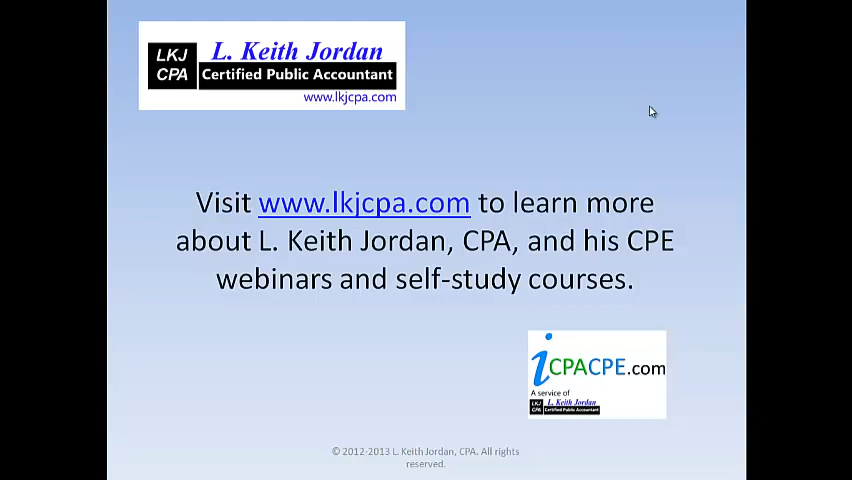 LKJ
CPA
L. Keith Jordan
Certified Public Accountant
www.lkjcpa.com
Visit www.lkjcpa.com to learn more
about L. Keith Jordan, CPA, and his CPE
webinars and self-study courses.
iCPACPE.com
A service of
LKJ
CPA
L. Keith Jordan
Certified Public Accountant
© 2012-2013 L. Keith Jordan, CPA. All rights
reserved.